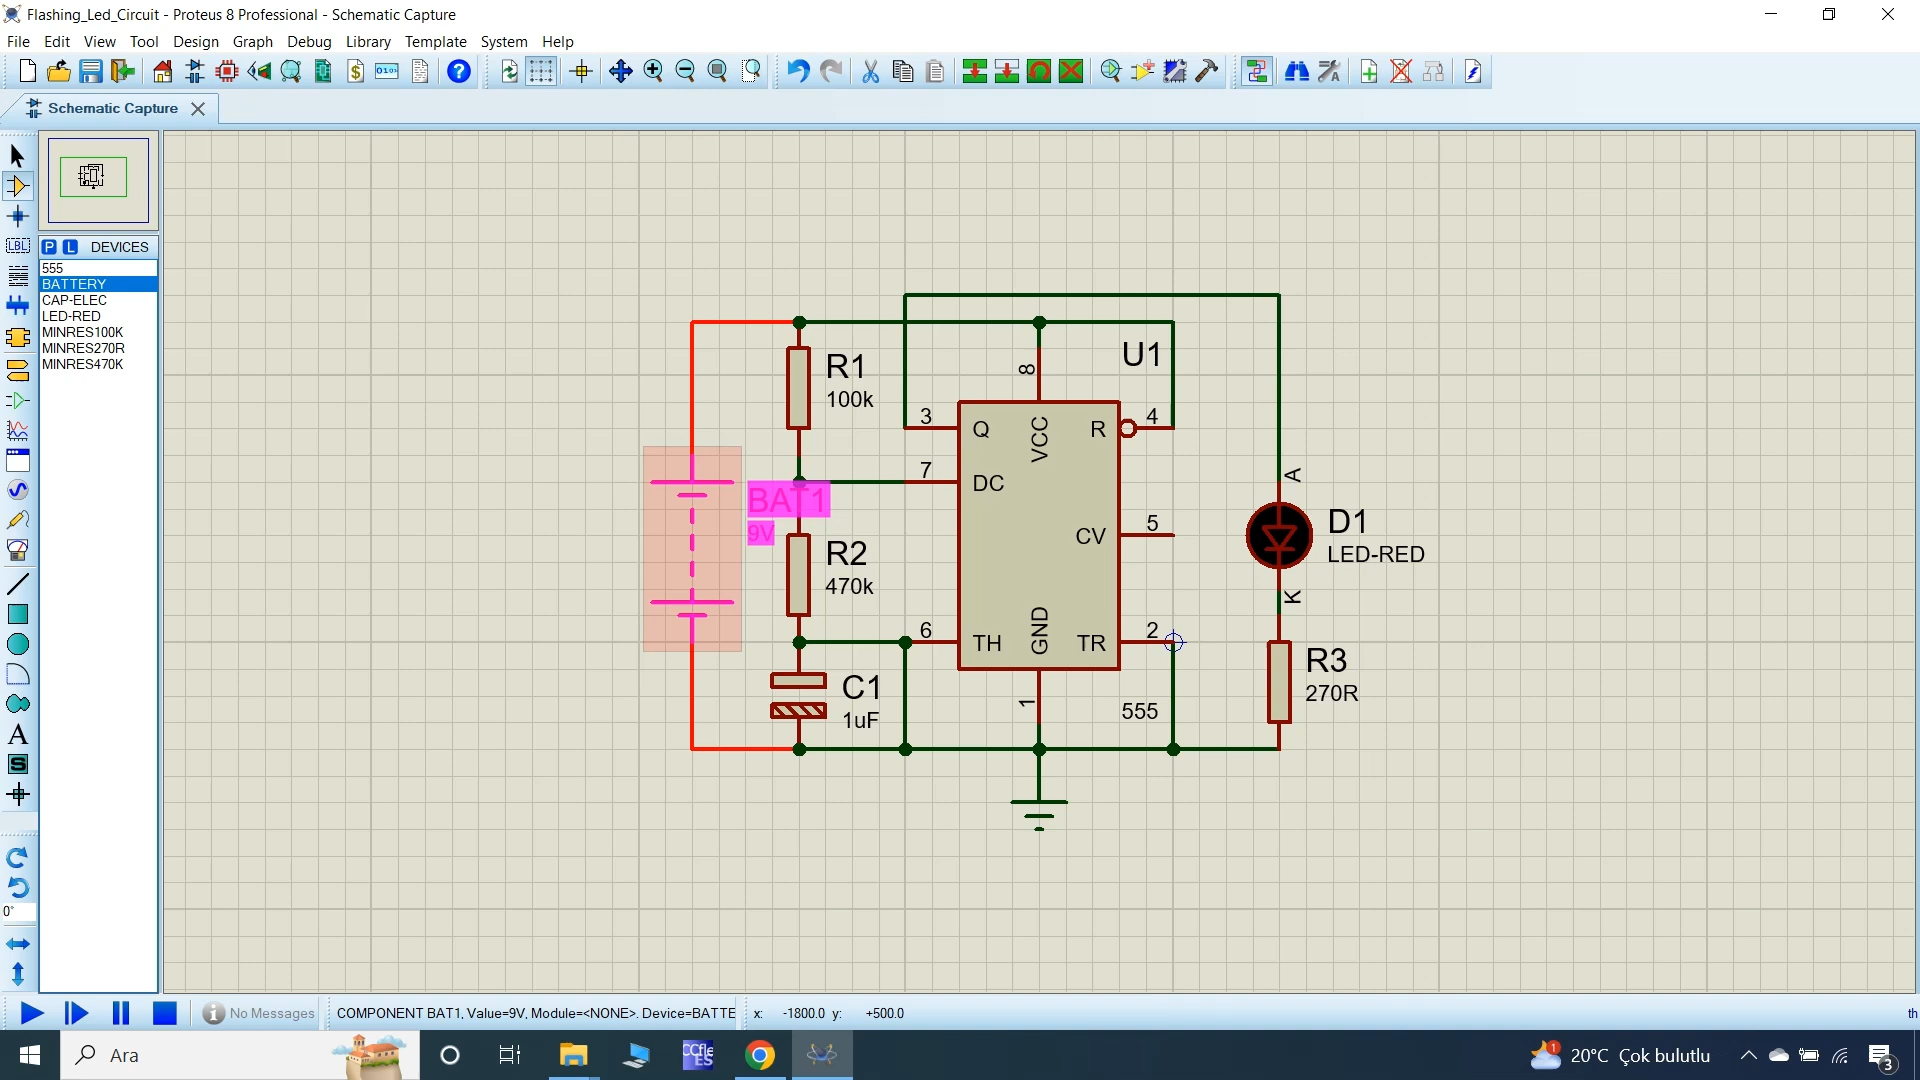 Flashing_Led_Circuit - Proteus 8 Professional - Schematic Capture
File Edit View Tool Design Graph Debug Library Template System Help
Schematic Capture
P L DEVICES
555
BATTERY
CAP-ELEC
LED-RED
MINRES100K
MINRES270R
MINRES470K
LBL
A
S
0°
R1
100k
BAT1
9V
R2
470k
C1
1uF
U1
8
3 Q VCC R 4
7 DC
CV 5
6 TH GND TR 2
1
555
A
D1
LED-RED
K
R3
270R
No Messages
COMPONENT BAT1, Value=9V, Module=<NONE>. Device=BATTE
x: -1800.0 y: +500.0
th
Ara
20°C Çok bulutlu
1
3